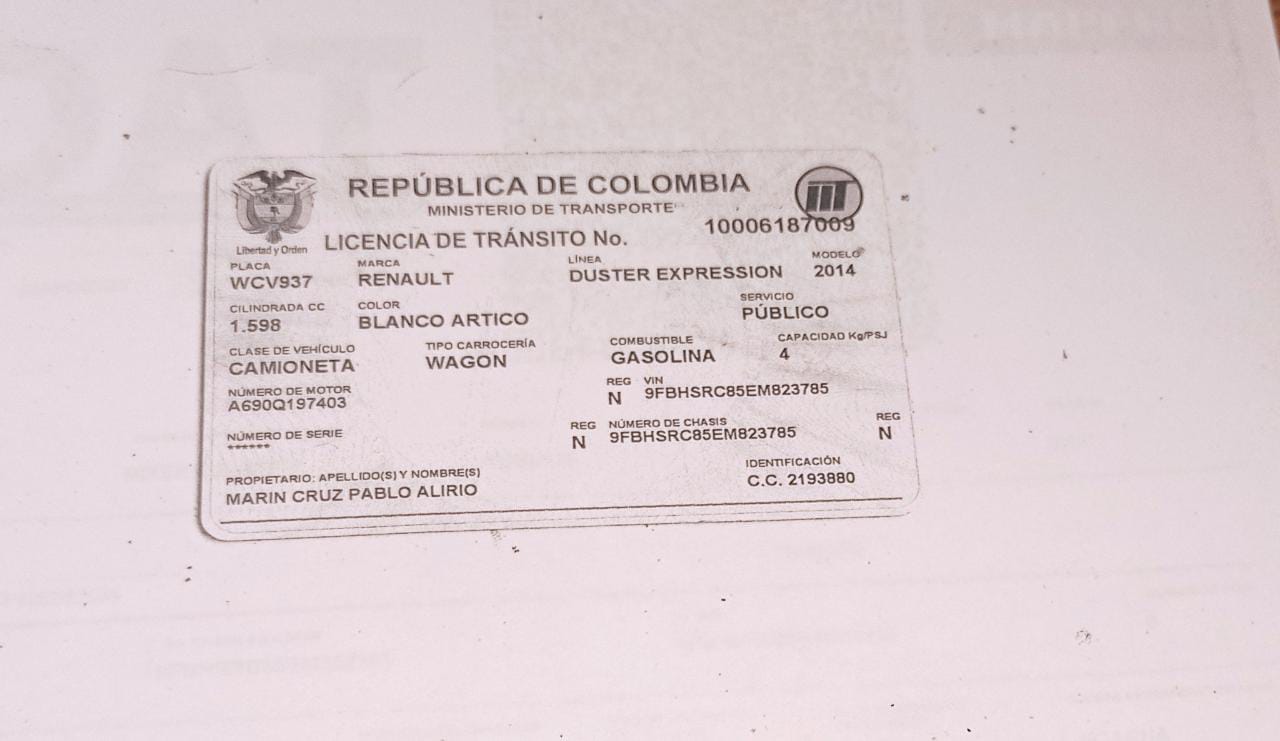 REPÚBLICA DE COLOMBIA
MINISTERIO DE TRANSPORTE
Libertad y Orden
LICENCIA DE TRÁNSITO No. 10006187009
PLACA MARCA LÍNEA MODELO
WCV937 RENAULT DUSTER EXPRESSION 2014
CILINDRADA CC COLOR SERVICIO
1.598 BLANCO ARTICO PÚBLICO
CLASE DE VEHÍCULO TIPO CARROCERÍA COMBUSTIBLE CAPACIDAD Kg/PSJ
CAMIONETA WAGON GASOLINA 4
NÚMERO DE MOTOR REG VIN
A690Q197403 N 9FBHSRC85EM823785
NÚMERO DE SERIE REG NÚMERO DE CHASIS REG
****** N 9FBHSRC85EM823785 N
PROPIETARIO: APELLIDO(S) Y NOMBRE(S) IDENTIFICACIÓN
MARIN CRUZ PABLO ALIRIO C.C. 2193880